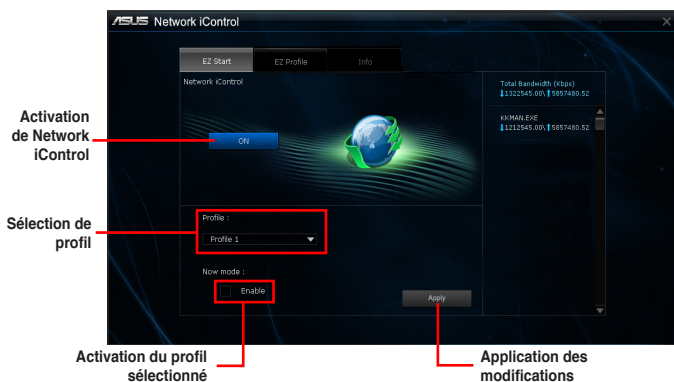 ASUS Network iControl
EZ Start
EZ Profile
Info
Network iControl
ON
Total Bandwidth (Kbps)
⬇1322545.00\⬆5857480.52
KKMAN.EXE
⬇1212545.00\⬆5857480.52
Activation
de Network
iControl
Profile :
Profile 1
Sélection de
profil
Now mode :
Enable
Apply
Activation du profil
sélectionné
Application des
modifications